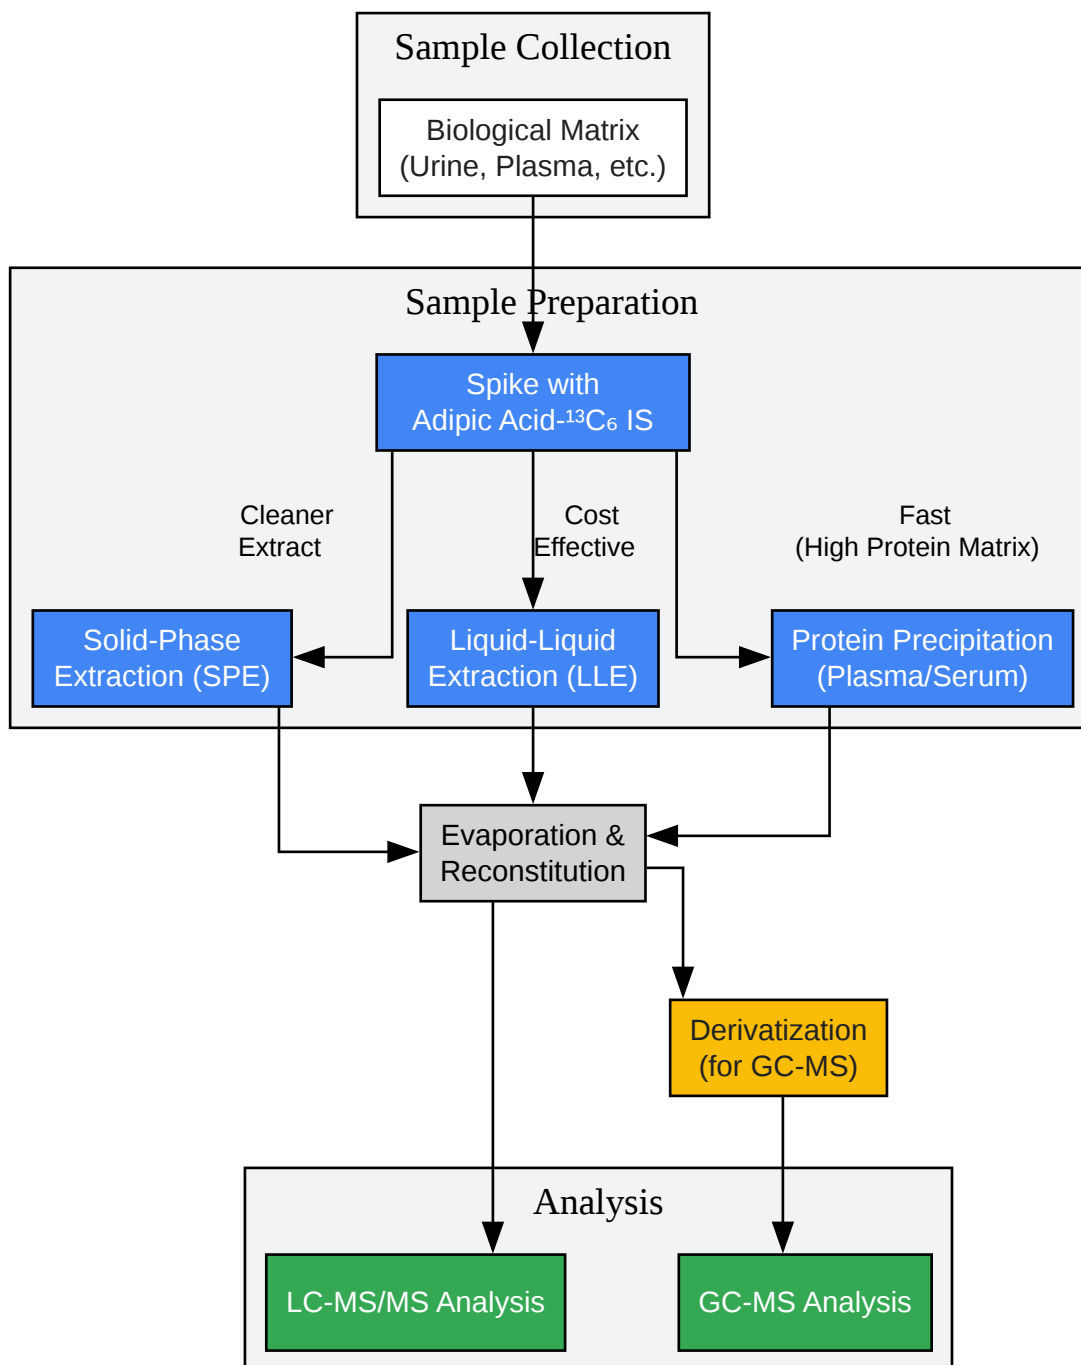 Sample Collection
Biological Matrix
(Urine, Plasma, etc.)
Sample Preparation
Spike with
Adipic Acid-¹³C₆ IS
Cleaner
Extract
Cost
Effective
Fast
(High Protein Matrix)
Solid-Phase
Extraction (SPE)
Liquid-Liquid
Extraction (LLE)
Protein Precipitation
(Plasma/Serum)
Evaporation &
Reconstitution
Derivatization
(for GC-MS)
Analysis
LC-MS/MS Analysis
GC-MS Analysis